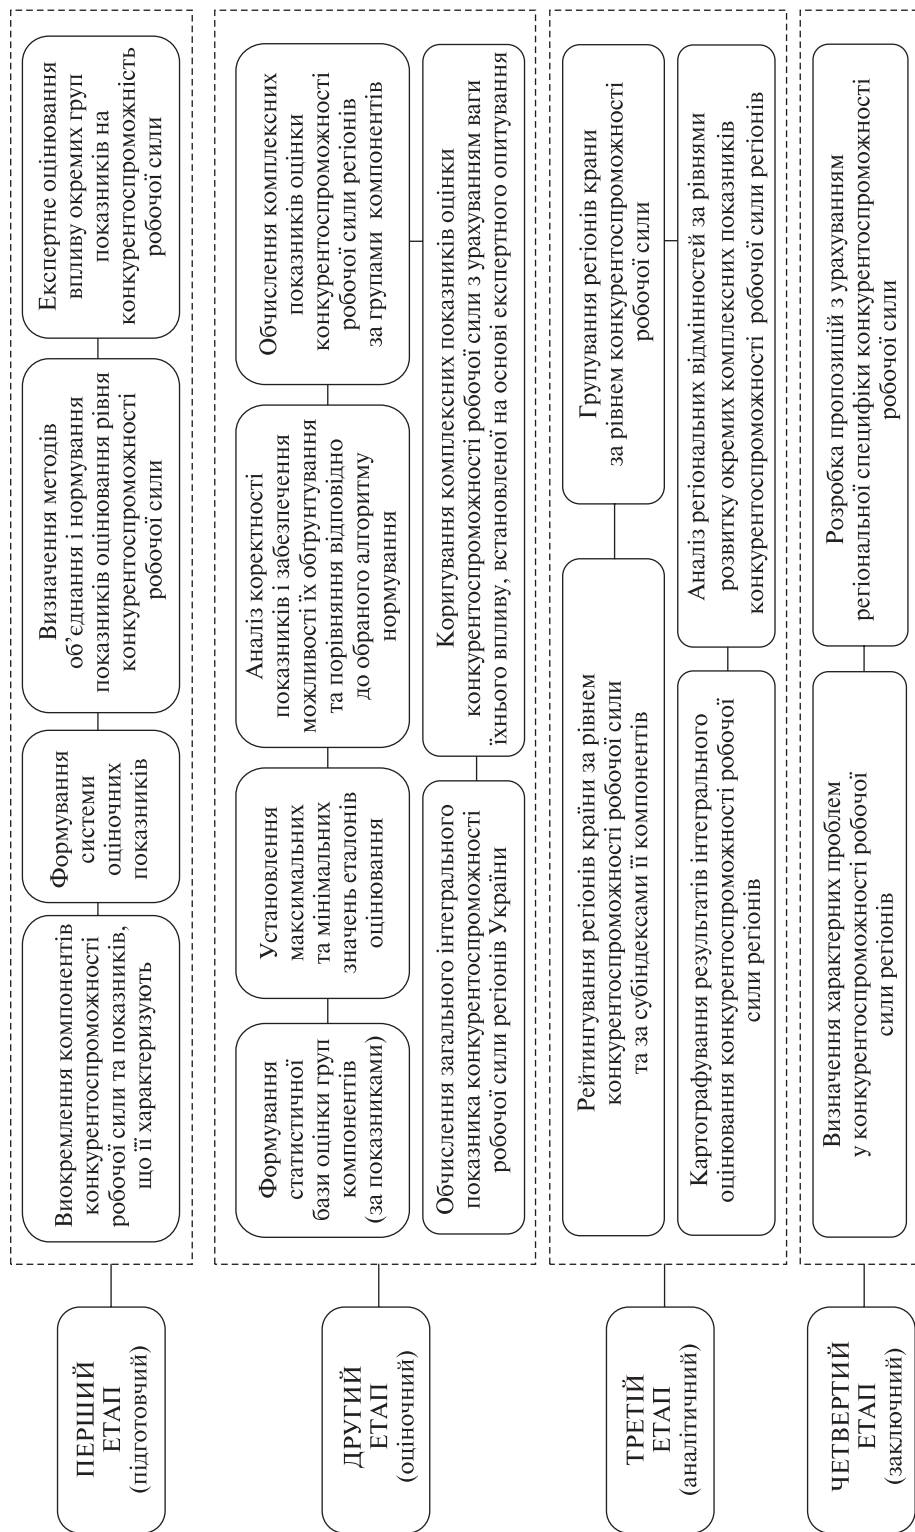 ПЕРШИЙ
ЕТАП
(підготовчий)
Виокремлення компонентів
конкурентоспроможності
робочої сили та показників,
що її характеризують
Формування
системи
оціночних
показників
Визначення методів
об’єднання і нормування
показників оцінювання рівня
конкурентоспроможності
робочої сили
Експертне оцінювання
впливу окремих груп
показників на
конкурентоспроможність
робочої сили
ДРУГИЙ
ЕТАП
(оціночний)
Формування
статистичної
бази оцінки груп
компонентів
(за показниками)
Установлення
максимальних
та мінімальних
значень еталонів
оцінювання
Аналіз коректності
показників і забезпечення
можливості їх обґрунтування
та порівняння відповідно
до обраного алгоритму
нормування
Обчислення комплексних
показників оцінки
конкурентоспроможності
робочої сили регіонів
за групами компонентів
Обчислення загального інтегрального
показника конкурентоспроможності
робочої сили регіонів України
Коригування комплексних показників оцінки
конкурентоспроможності робочої сили з урахуванням ваги
їхнього впливу, встановленої на основі експертного опитування
ТРЕТІЙ
ЕТАП
(аналітичний)
Рейтингування регіонів країни за рівнем
конкурентоспроможності робочої сили
та за субіндексами її компонентів
Групування регіонів крани
за рівнем конкурентоспроможності
робочої сили
Картографування результатів інтегрального
оцінювання конкурентоспроможності робочої
сили регіонів
Аналіз регіональних відмінностей за рівнями
розвитку окремих комплексних показників
конкурентоспроможності робочої сили регіонів
ЧЕТВЕРТИЙ
ЕТАП
(заключний)
Визначення характерних проблем
у конкурентоспроможності робочої
сили регіонів
Розробка пропозицій з урахуванням
регіональної специфіки конкурентоспроможності
робочої сили